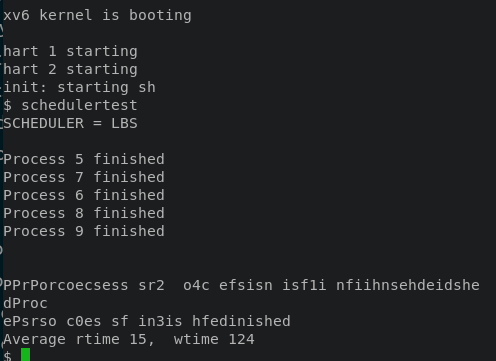 xv6 kernel is booting
hart 1 starting
hart 2 starting
init: starting sh
$ schedulertest
SCHEDULER = LBS
Process 5 finished
Process 7 finished
Process 6 finished
Process 8 finished
Process 9 finished
PPrPorcoecsess sr2  o4c efsisn isf1i nfiihnsehdeidshe
dProc
ePsrso c0es sf in3is hfedinished
Average rtime 15,  wtime 124
$